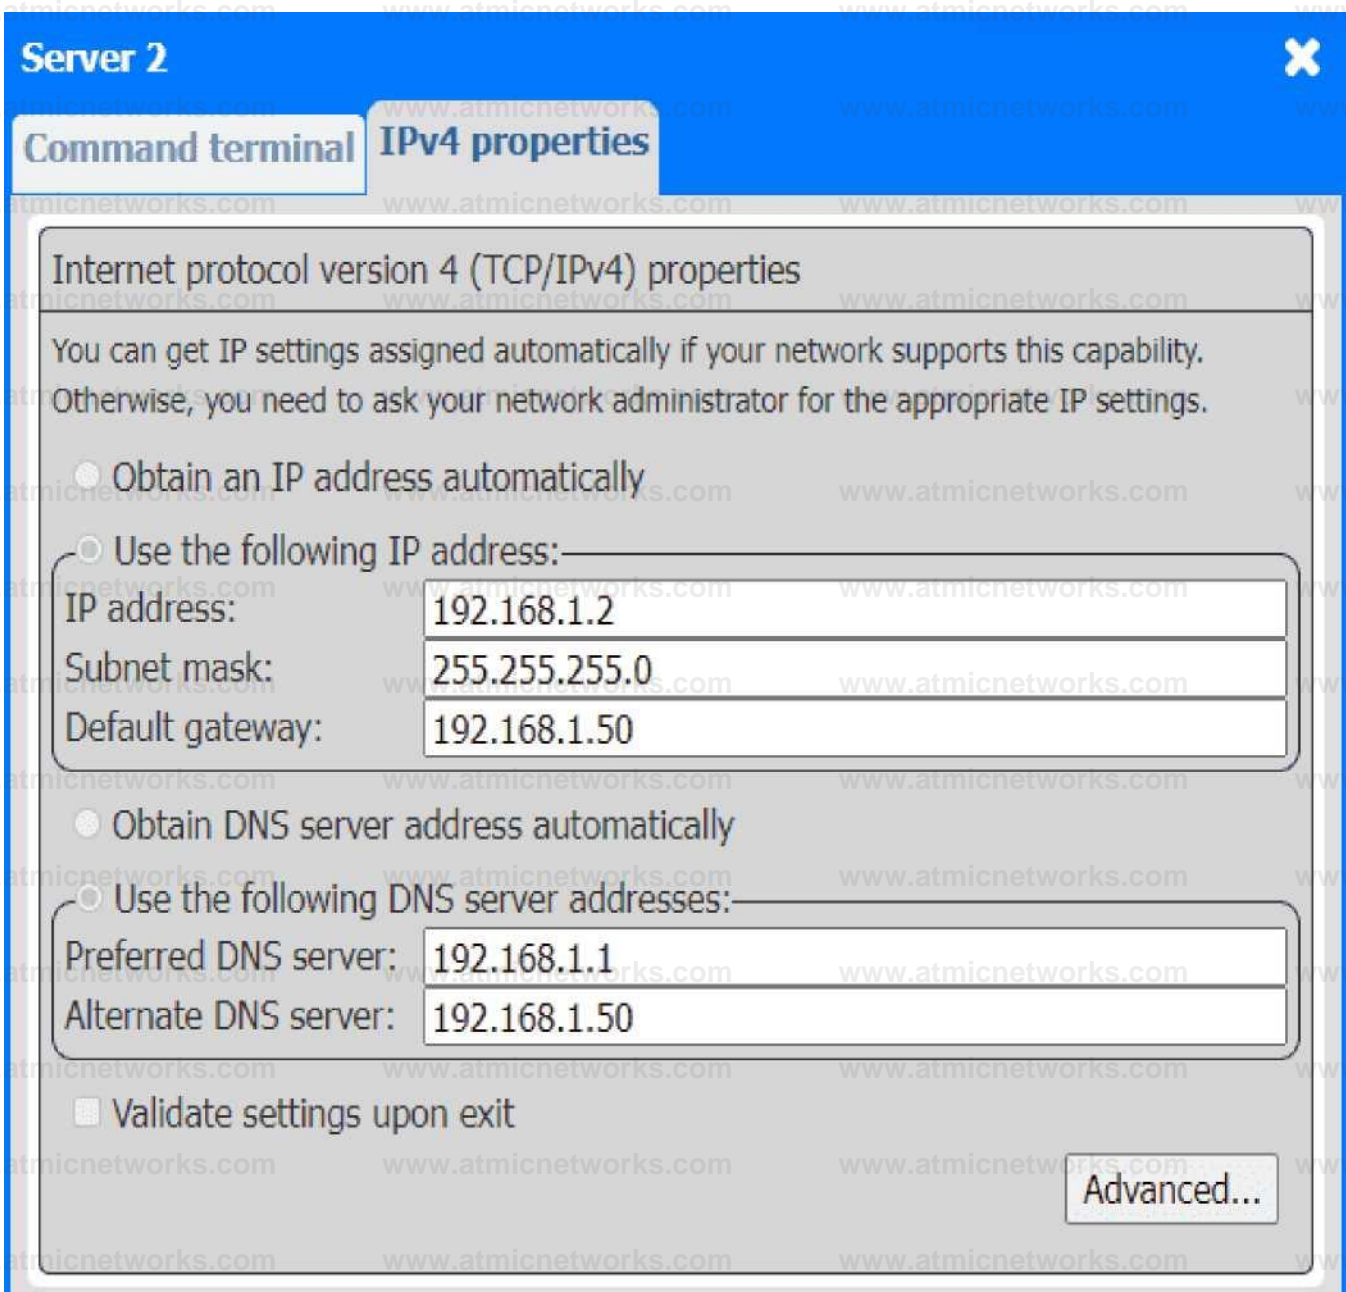 www.atmicnetworks.com
Server 2
Command terminal
IPv4 properties
Internet protocol version 4 (TCP/IPv4) properties
You can get IP settings assigned automatically if your network supports this capability.
Otherwise, you need to ask your network administrator for the appropriate IP settings.
Obtain an IP address automatically
Use the following IP address:
IP address: 192.168.1.2
Subnet mask: 255.255.255.0
Default gateway: 192.168.1.50
Obtain DNS server address automatically
Use the following DNS server addresses:
Preferred DNS server: 192.168.1.1
Alternate DNS server: 192.168.1.50
Validate settings upon exit
Advanced...